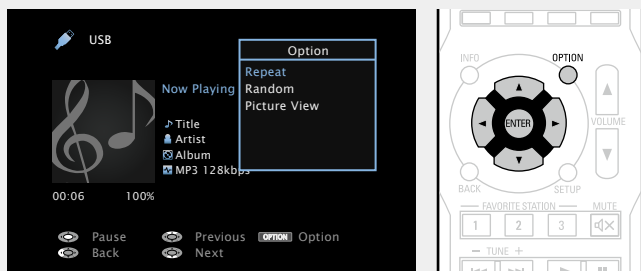 USB
Option
Repeat
Random
Picture View
Now Playing
Title
Artist
Album
MP3 128kbps
00:06 100%
Pause Previous OPTION Option
Back Next
INFO OPTION
ENTER
VOLUME
BACK SETUP
FAVORITE STATION MUTE
1 2 3
− TUNE +